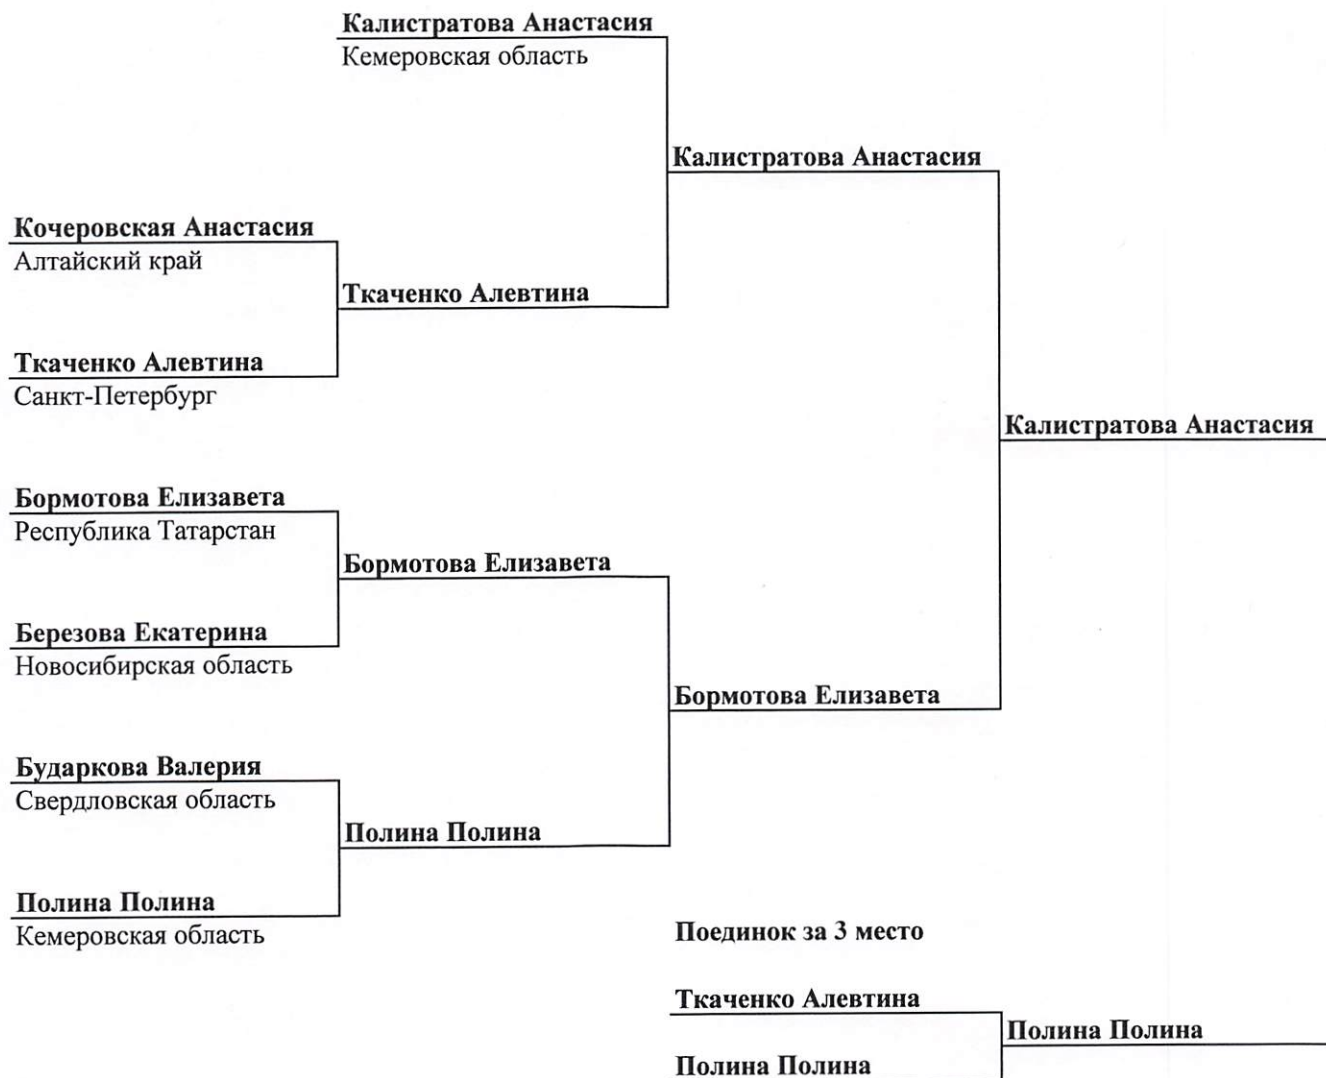 Калистратова Анастасия
Кемеровская область
Калистратова Анастасия
Кочеровская Анастасия
Алтайский край
Ткаченко Алевтина
Ткаченко Алевтина
Санкт-Петербург
Калистратова Анастасия
Бормотова Елизавета
Республика Татарстан
Бормотова Елизавета
Березова Екатерина
Новосибирская область
Бормотова Елизавета
Бударкова Валерия
Свердловская область
Полина Полина
Полина Полина
Кемеровская область
Поединок за 3 место
Ткаченко Алевтина
Полина Полина
Полина Полина